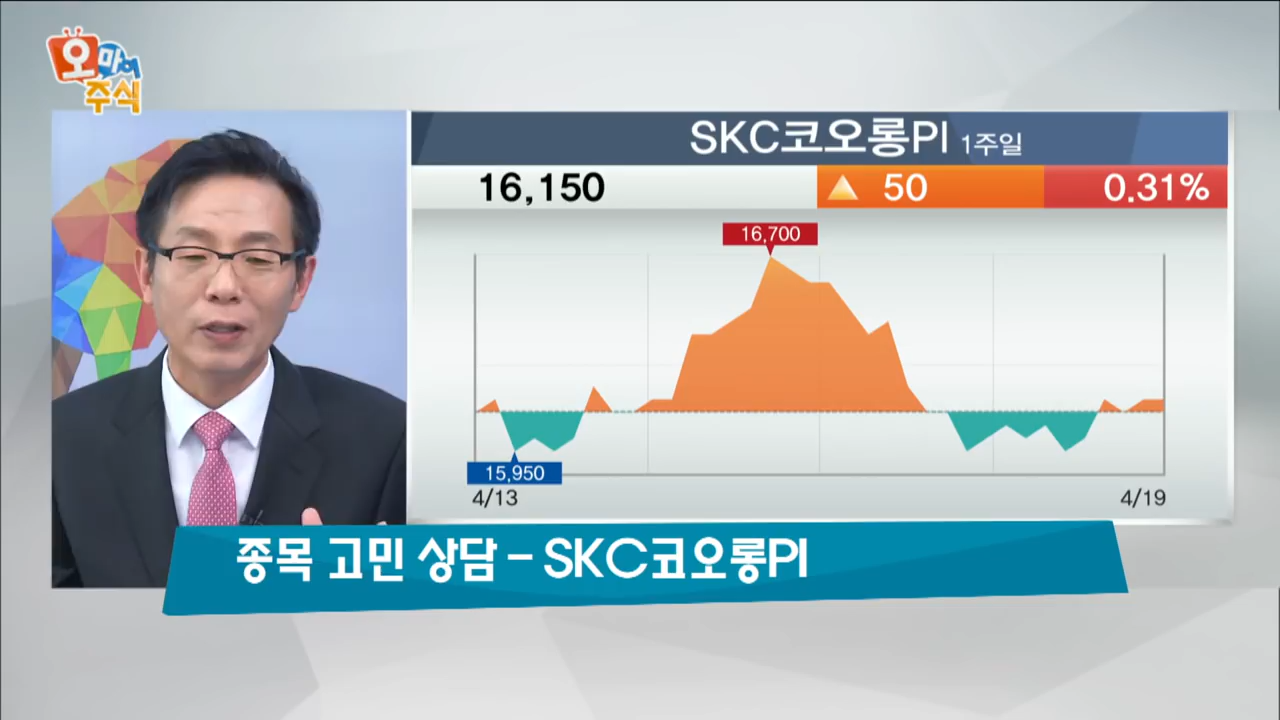 오마이
주식
SKC코오롱PI 1주일
16,150 ▲ 50 0.31%
16,700
15,950
4/13 4/19
종목 고민 상담 – SKC코오롱PI